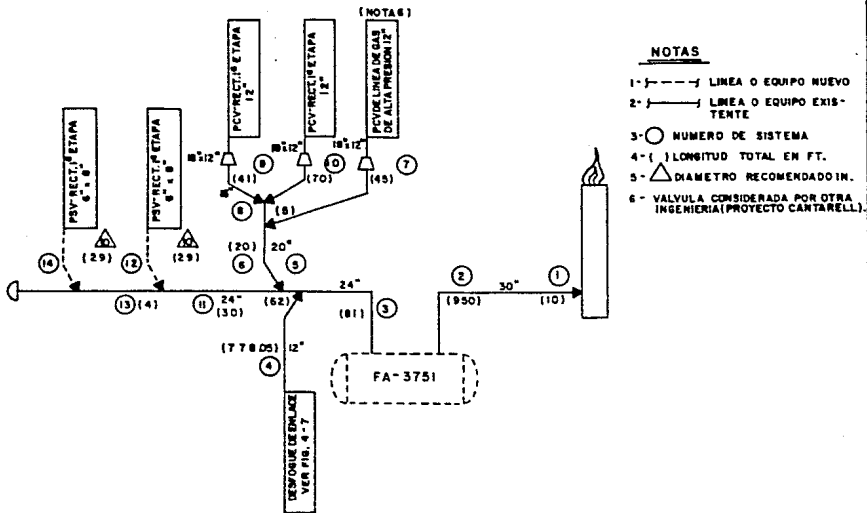 (NOTA 6)
PSV-RECT. 1ª ETAPA
6" x 8"
PSV-RECT. 1ª ETAPA
6" x 8"
PCV-RECT. 1ª ETAPA
12"
PCV-RECT. 1ª ETAPA
12"
PCV DE LINEA DE GAS
DE ALTA PRESION 12"
18"x12"
18"x12"
18"x12"
9
10
7
(41)
(70)
(45)
8
(8)
(29)
(29)
14
12
(20)
20"
6
5
13
(4)
11
24"
(30)
(62)
24"
(81)
3
2
30"
1
(950)
(10)
(778.05)
12"
4
FA-3751
DESFOGUE DE ENLACE
VER FIG. 4-7
NOTAS
1- LINEA O EQUIPO NUEVO
2- LINEA O EQUIPO EXIS-
TENTE
3- NUMERO DE SISTEMA
4- ( ) LONGITUD TOTAL EN FT.
5- DIAMETRO RECOMENDADO IN.
6 - VALVULA CONSIDERADA POR OTRA
INGENIERIA (PROYECTO CANTARELL).